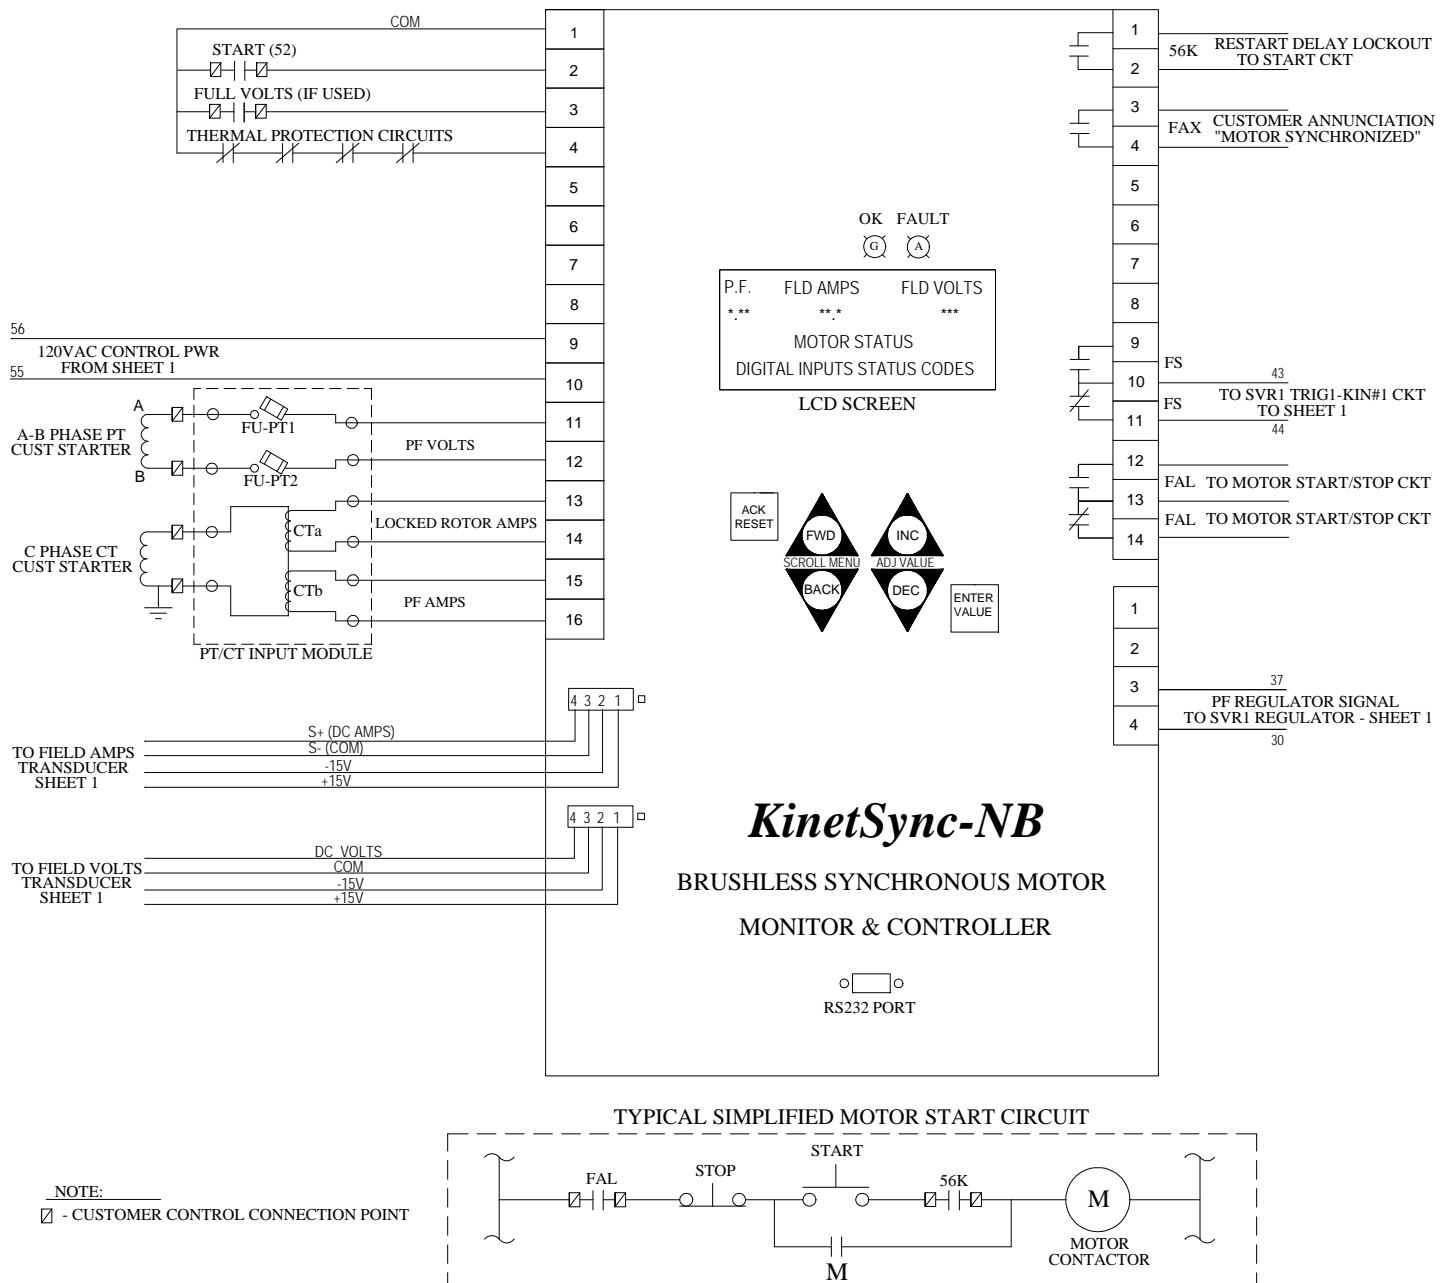 COM
START (52)
FULL VOLTS (IF USED)
THERMAL PROTECTION CIRCUITS
1
2
3
4
5
6
7
8
9
10
11
12
13
14
15
16
56
120VAC CONTROL PWR
FROM SHEET 1
55
A
A-B PHASE PT
CUST STARTER
B
FU-PT1
FU-PT2
PF VOLTS
C PHASE CT
CUST STARTER
CTa
CTb
LOCKED ROTOR AMPS
PF AMPS
PT/CT INPUT MODULE
4 3 2 1
S+ (DC AMPS)
S- (COM)
-15V
+15V
TO FIELD AMPS
TRANSDUCER
SHEET 1
4 3 2 1
DC VOLTS
COM
-15V
+15V
TO FIELD VOLTS
TRANSDUCER
SHEET 1
OK FAULT
G A
P.F. FLD AMPS FLD VOLTS
*.** **.* ***
MOTOR STATUS
DIGITAL INPUTS STATUS CODES
LCD SCREEN
ACK
RESET
FWD
SCROLL MENU
BACK
INC
ADJ VALUE
DEC
ENTER
VALUE
KinetSync-NB
BRUSHLESS SYNCHRONOUS MOTOR
MONITOR & CONTROLLER
RS232 PORT
1
2
3
4
5
6
7
8
9
10
11
12
13
14
56K
RESTART DELAY LOCKOUT
TO START CKT
FAX
CUSTOMER ANNUNCIATION
"MOTOR SYNCHRONIZED"
FS
43
TO SVR1 TRIG1-KIN#1 CKT
TO SHEET 1
FS
44
FAL TO MOTOR START/STOP CKT
FAL TO MOTOR START/STOP CKT
1
2
3
4
37
PF REGULATOR SIGNAL
TO SVR1 REGULATOR - SHEET 1
30
TYPICAL SIMPLIFIED MOTOR START CIRCUIT
FAL
STOP
START
56K
M
MOTOR
CONTACTOR
M
NOTE:
- CUSTOMER CONTROL CONNECTION POINT